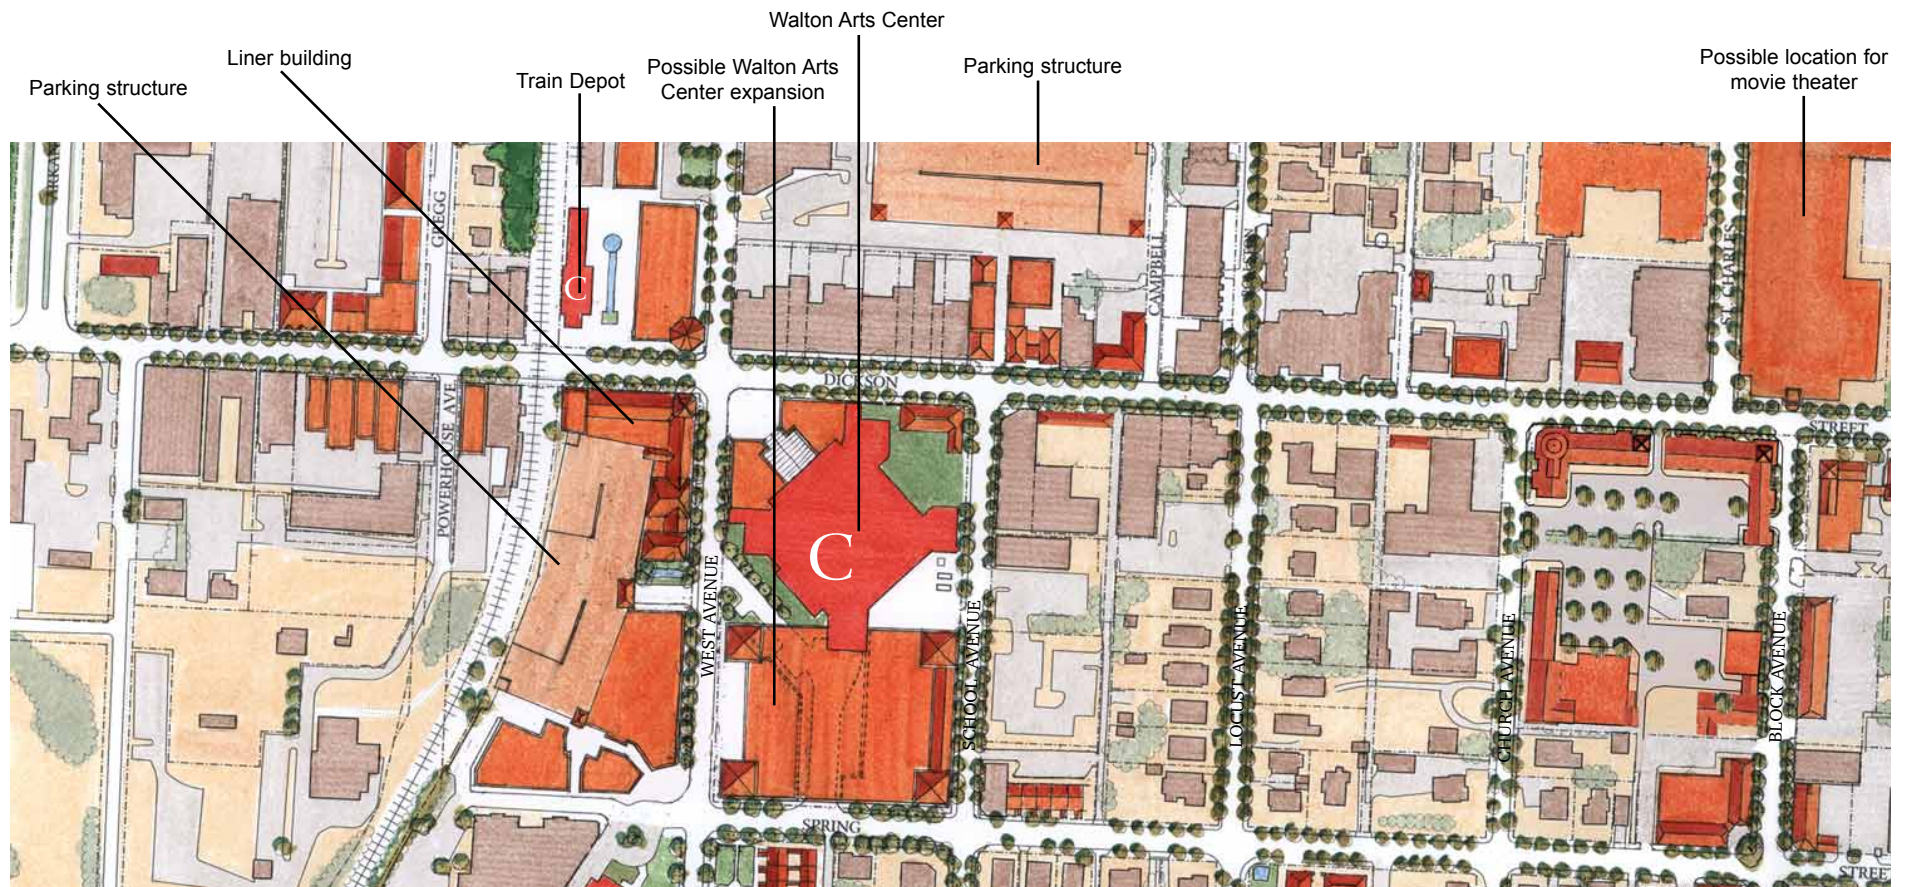 Walton Arts Center
Liner building
Parking structure
Train Depot
Possible Walton Arts
Center expansion
Parking structure
Possible location for
movie theater
GREGG
C
CAMPBELL
ST. CHARLES
DICKSON
STREET
POWERHOUSE AVE
C
WEST AVENUE
SCHOOL AVENUE
LOCUST AVENUE
CHURCH AVENUE
BLOCK AVENUE
SPRING
STREE